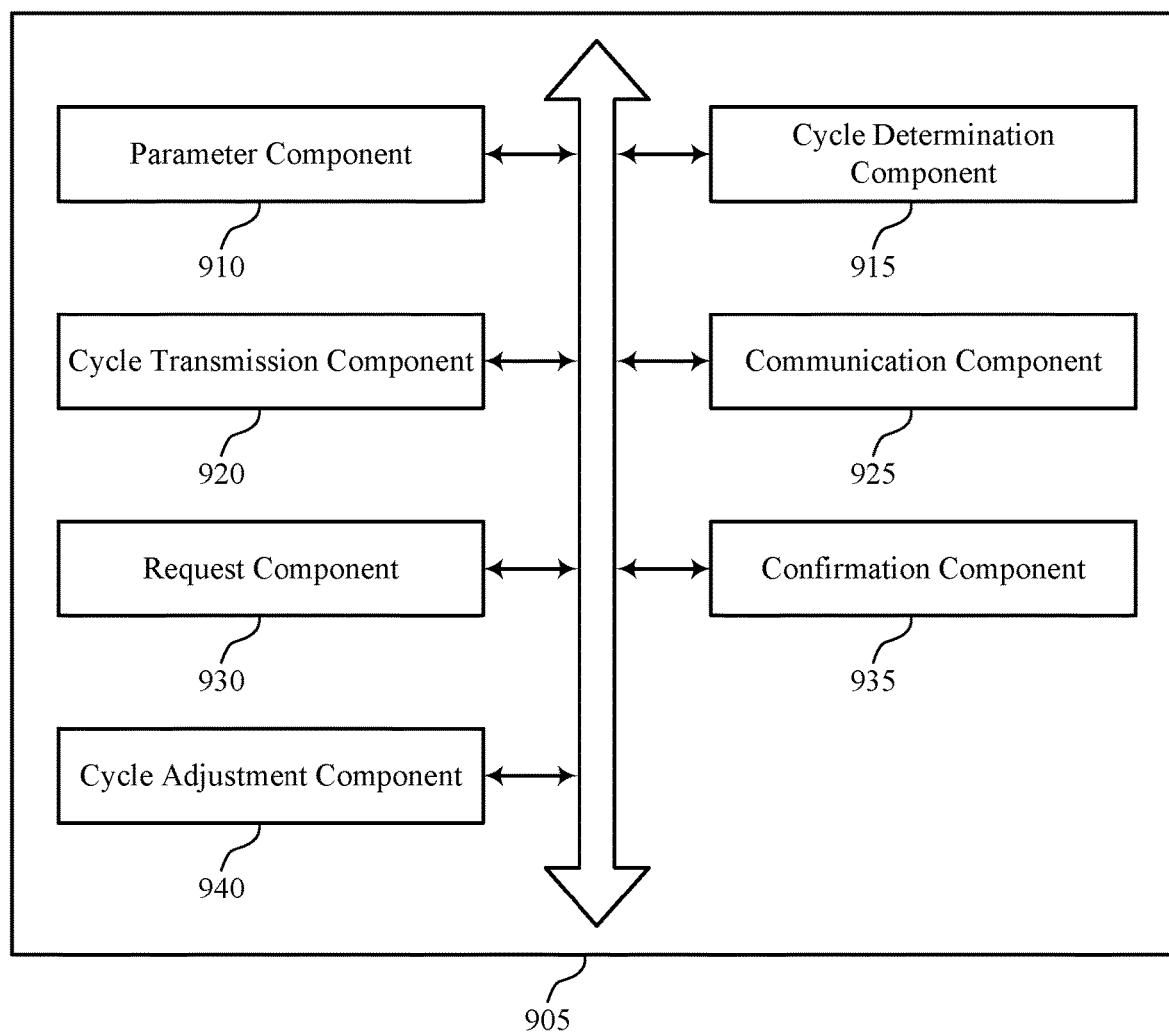 Parameter Component
910
Cycle Determination
Component
915
Cycle Transmission Component
920
Communication Component
925
Request Component
930
Confirmation Component
935
Cycle Adjustment Component
940
905